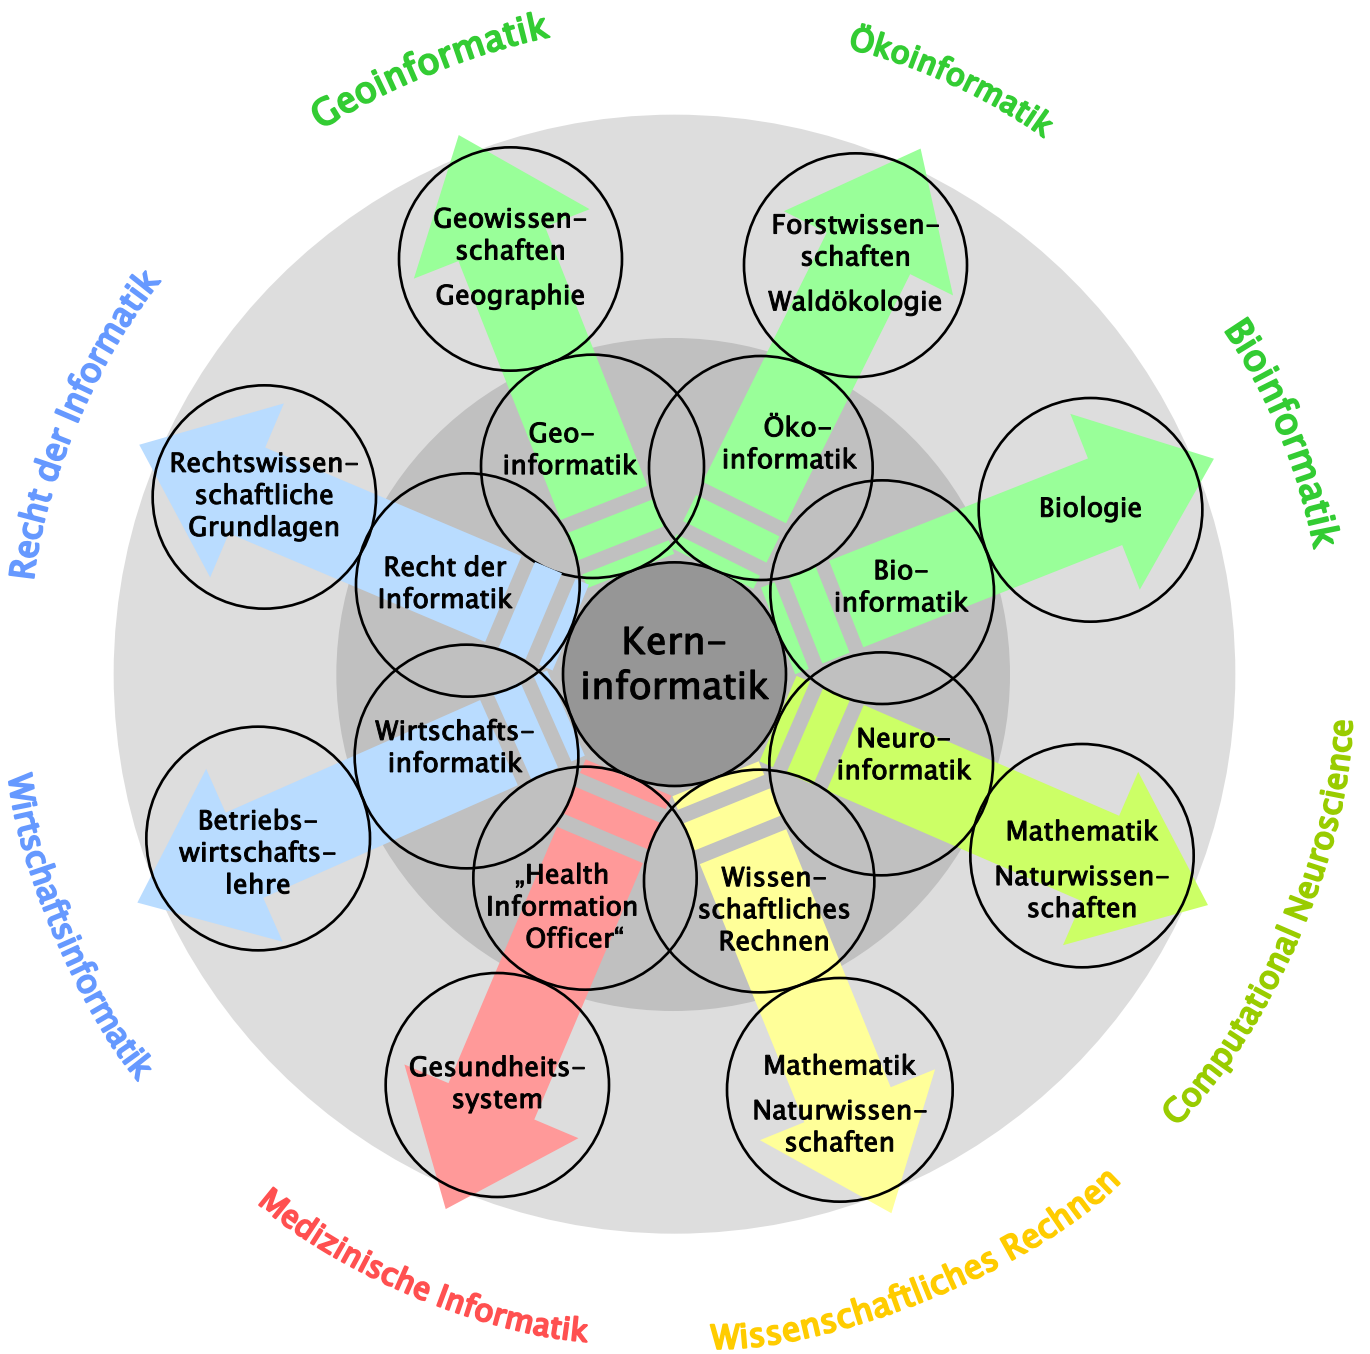 Geoinformatik
Ökoinformatik
Bioinformatik
Computational Neuroscience
Wissenschaftliches Rechnen
Medizinische Informatik
Wirtschaftsinformatik
Recht der Informatik
Geowissen-
schaften
Geographie
Forstwissen-
schaften
Waldökologie
Biologie
Mathematik
Naturwissen-
schaften
Mathematik
Naturwissen-
schaften
Gesundheits-
system
Betriebs-
wirtschafts-
lehre
Rechtswissen-
schaftliche
Grundlagen
Geo-
informatik
Öko-
informatik
Bio-
informatik
Neuro-
informatik
Wissen-
schaftliches
Rechnen
„Health
Information
Officer“
Wirtschafts-
informatik
Recht der
Informatik
Kern-
informatik